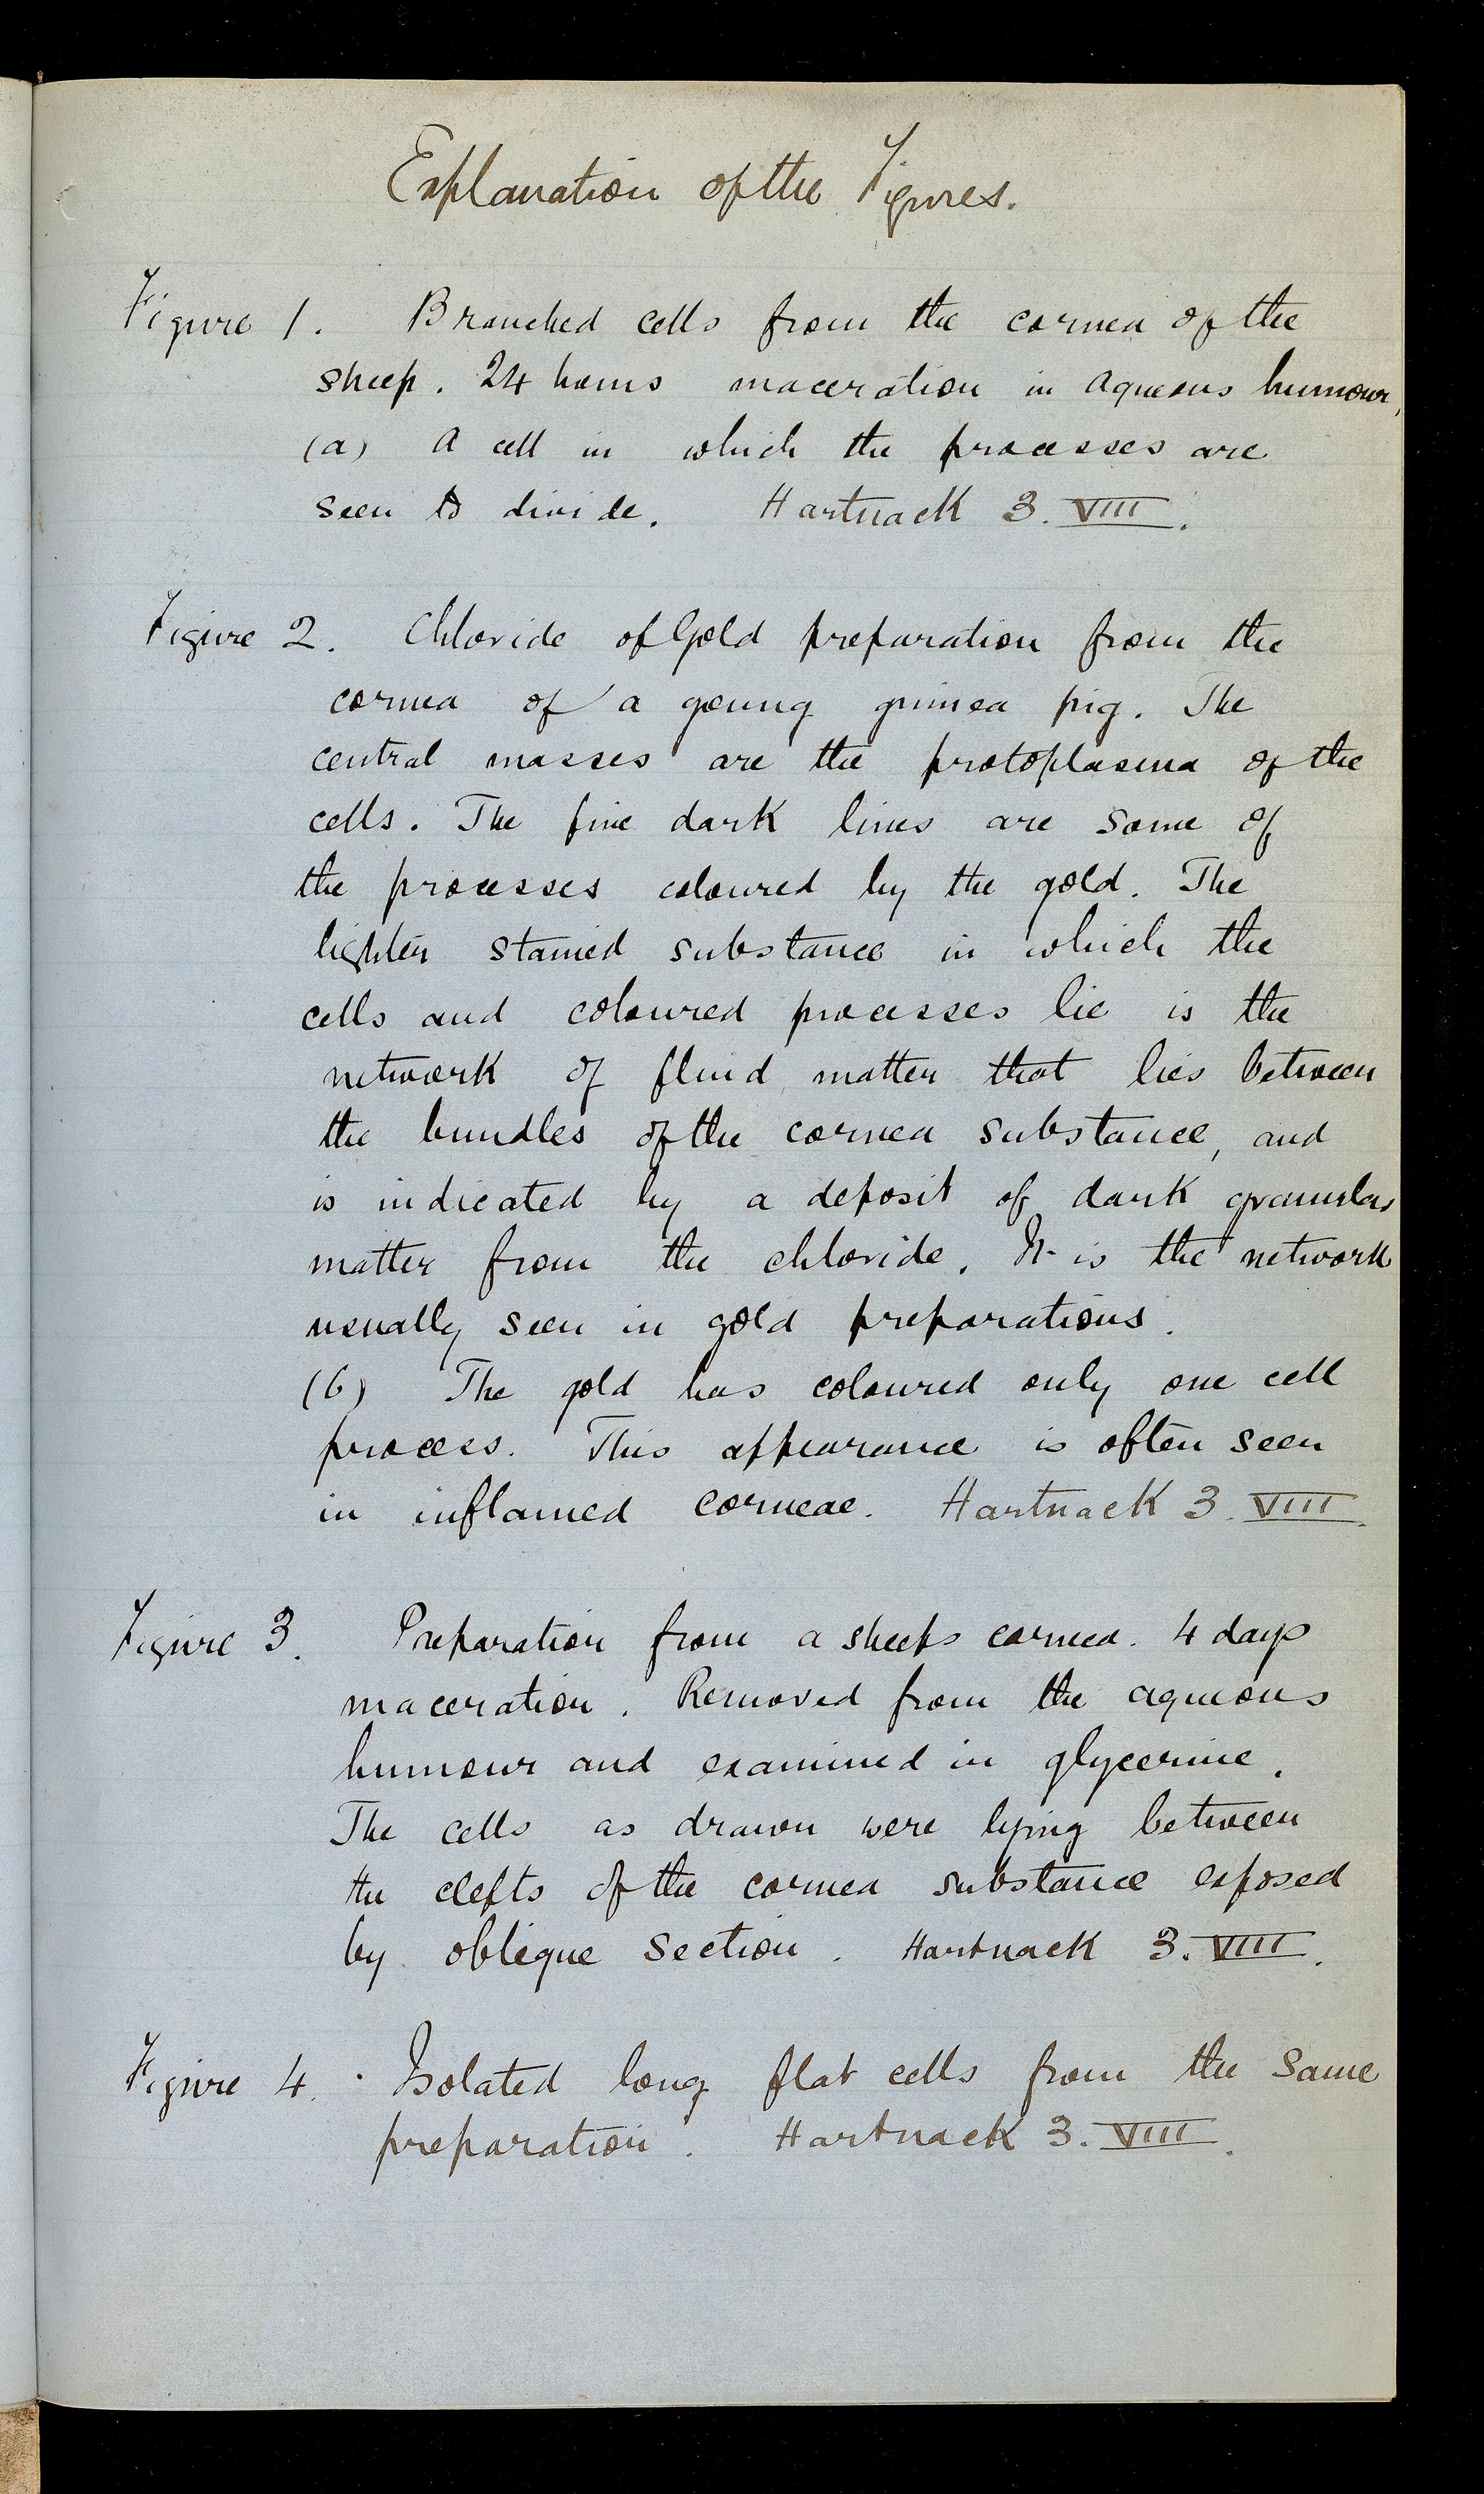 Explanation of the Figures.
Figure 1. Branched cells from the cornea of the
sheep. 24 hours maceration in aqueous humour,
(a) A cell in which the processes are
seen to divide. Hartnack 3. VIII.
Figure 2. Chloride of Gold preparation from the
cornea of a young guinea pig. The
central masses are the protoplasma of the
cells. The fine dark lines are some of
the processes coloured by the gold. The
lighter stained substance in which the
cells and coloured processes lie is the
network of fluid matter that lies between
the bundles of the cornea substance, and
is indicated by a deposit of dark granular
matter from the chloride. It is the network
usually seen in gold preparations.
(b) The gold has coloured only one cell
process. This appearance is often seen
in inflamed corneae. Hartnack 3. VIII.
Figure 3. Preparation from a sheeps cornea. 4 days
maceration. Removed from the aqueous
humour and examined in glycerine.
The cells as drawn were lying between
the clefts of the cornea substance exposed
by oblique section. Hartnack 3. VIII.
Figure 4. Isolated long flat cells from the same
preparation. Hartnack 3. VIII.